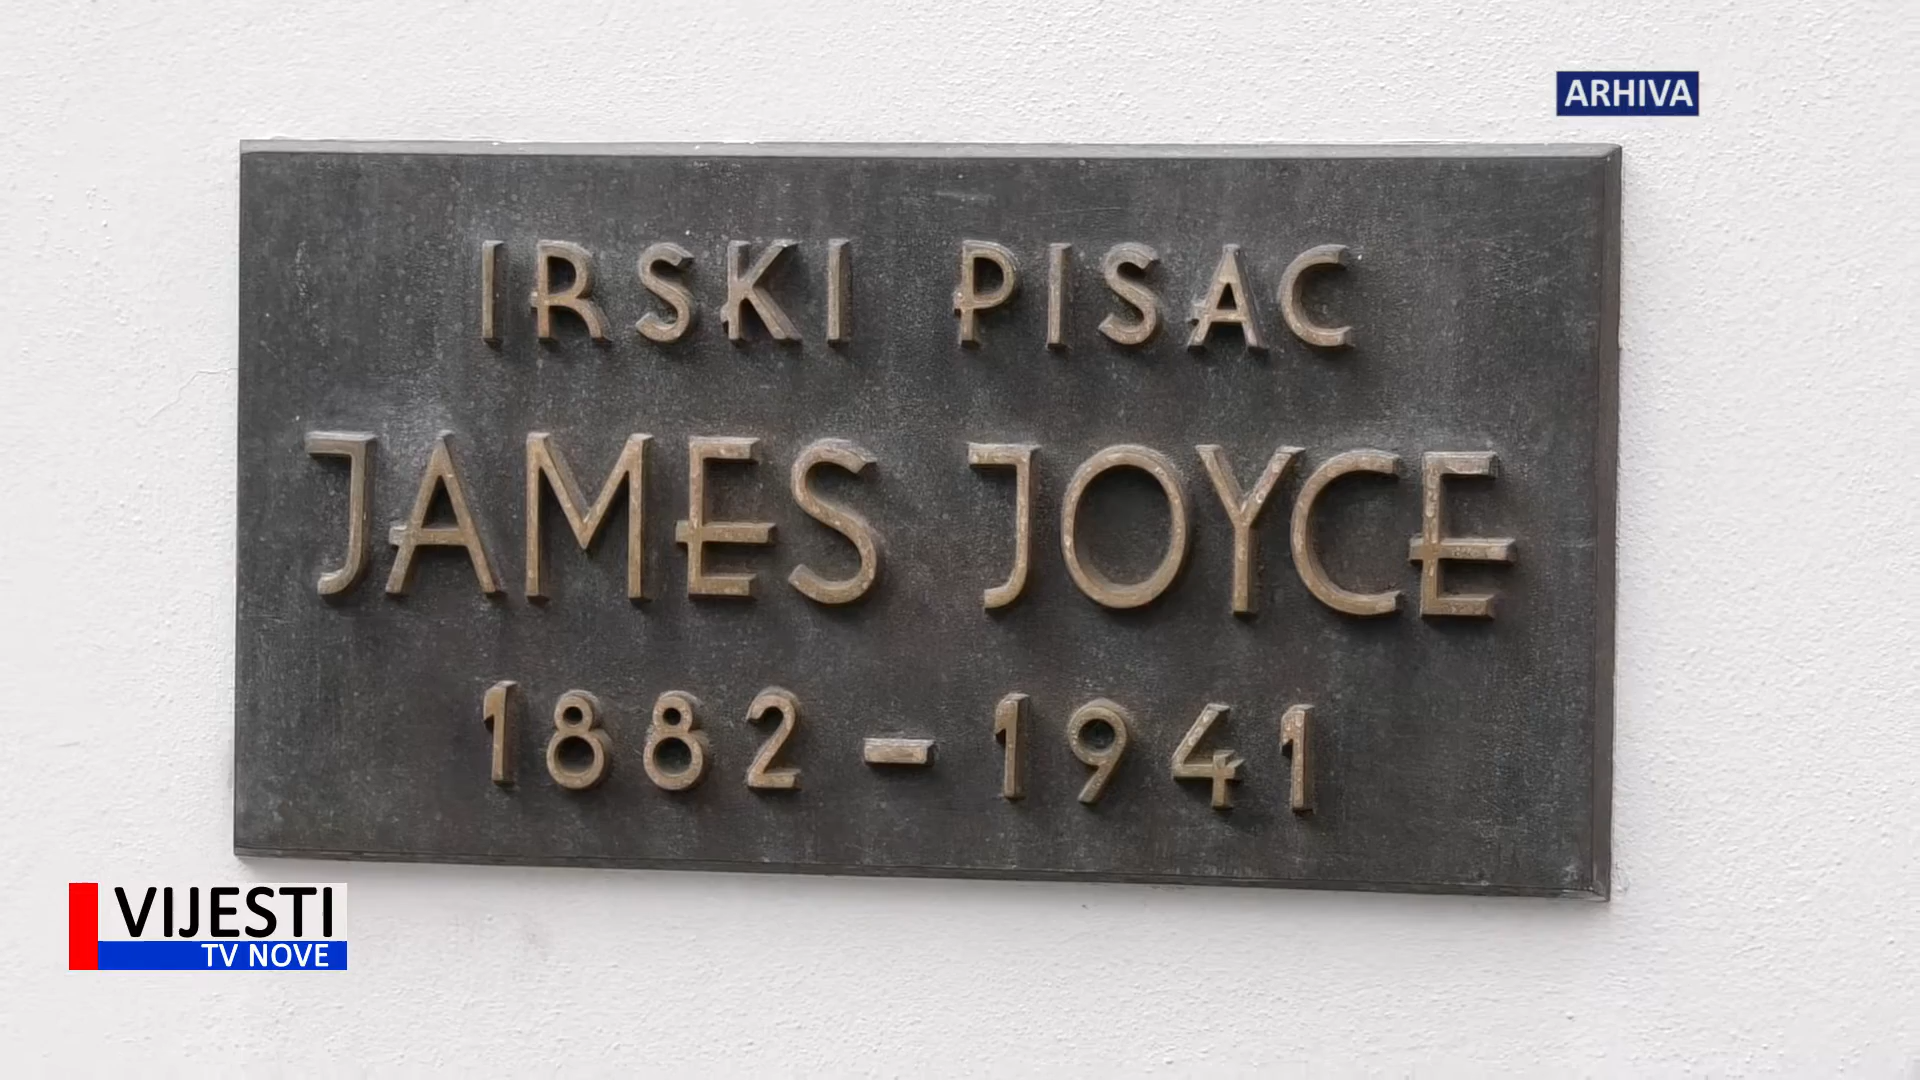 ARHIVA
IRSKI PISAC
JAMES JOYCE
1882-1941
VIJESTI
TV NOVE